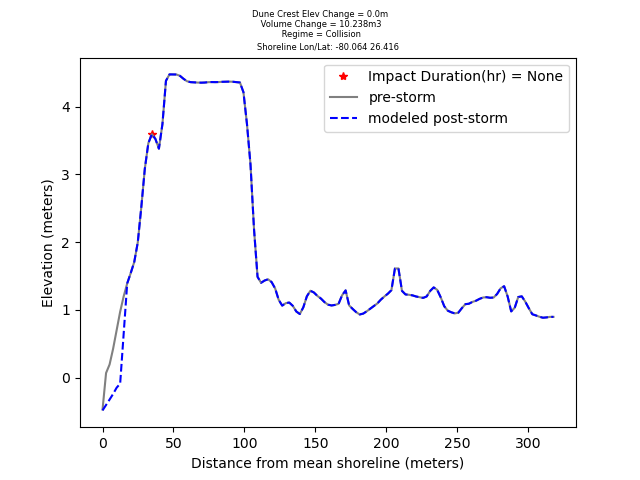 Dune Crest Elev Change = 0.0m
Volume Change = 10.238m3
Regime = Collision
Shoreline Lon/Lat: -80.064 26.416
Impact Duration(hr) = None
pre-storm
modeled post-storm
Elevation (meters)
4
3
2
1
0
0 50 100 150 200 250 300
Distance from mean shoreline (meters)